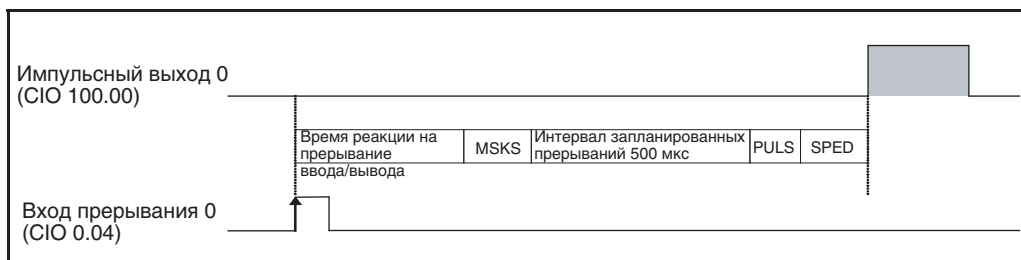 Импульсный выход 0
(CIO 100.00)
Время реакции на
прерывание
ввода/вывода
MSKS
Интервал запланированных
прерываний 500 мкс
PULS
SPED
Вход прерывания 0
(CIO 0.04)